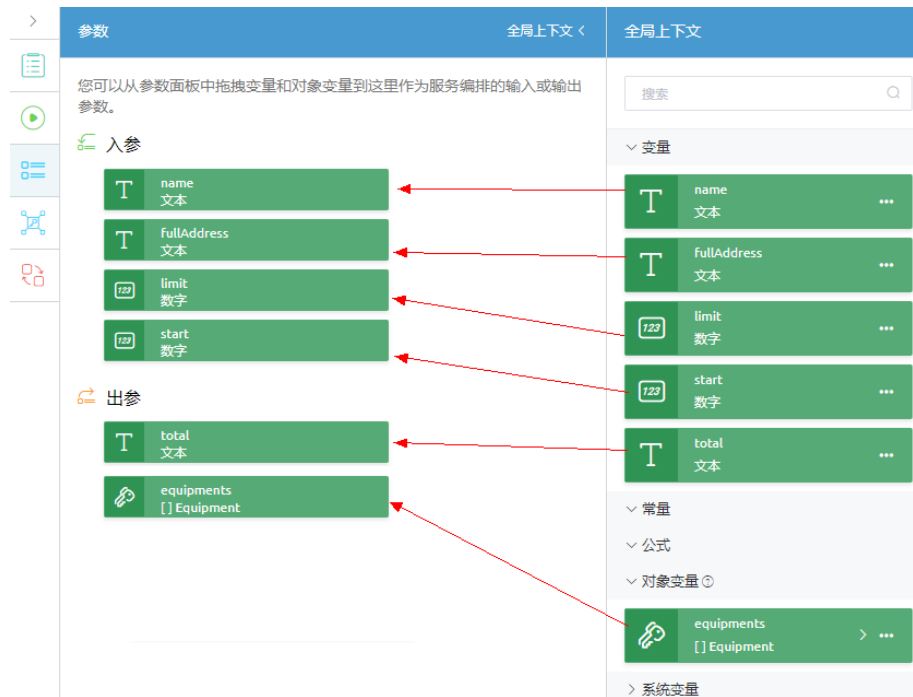 参数
全局上下文
您可以从参数面板中拖拽变量和对象变量到这里作为服务编排的输入或输出
参数。
入参
name
文本
fullAddress
文本
123
limit
数字
123
start
数字
出参
total
文本
equipments
[ ] Equipment
全局上下文
搜索
变量
name
文本
fullAddress
文本
123
limit
数字
123
start
数字
total
文本
常量
公式
对象变量
equipments
[ ] Equipment
系统变量